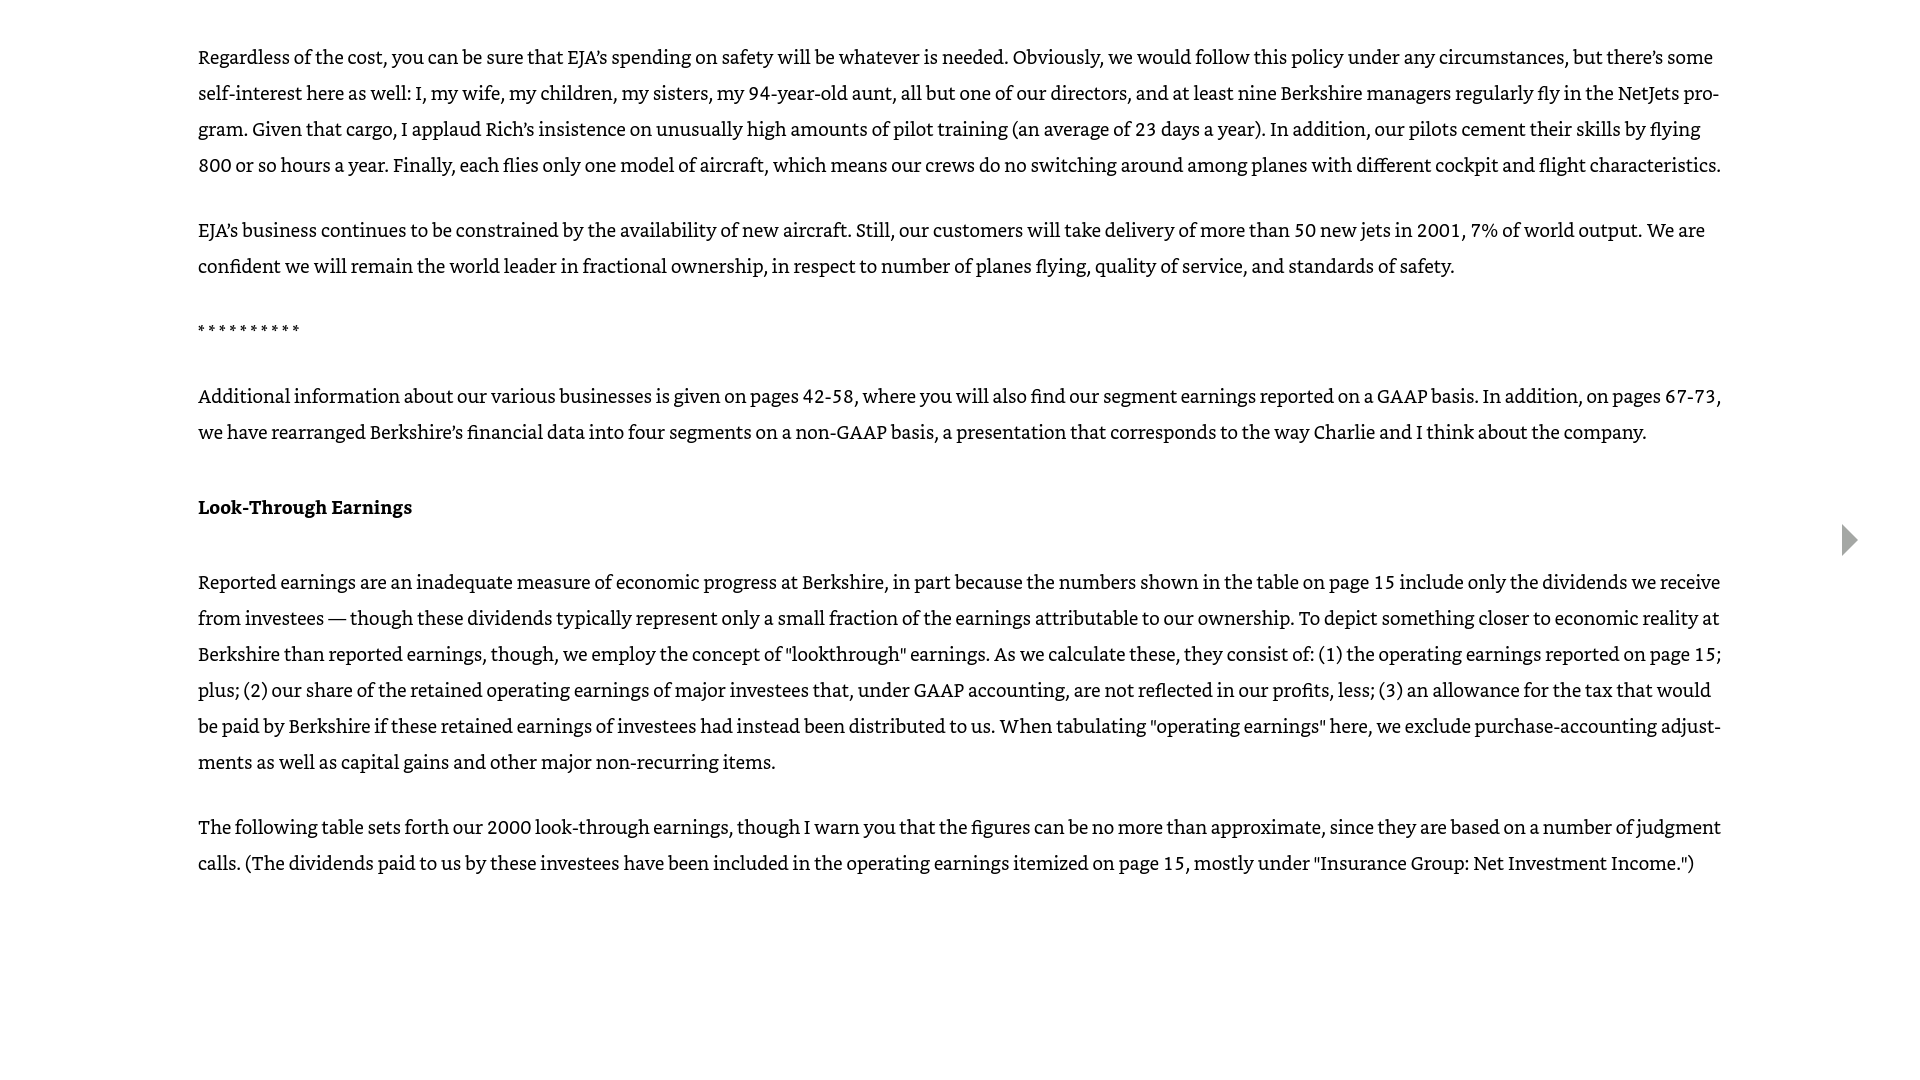 Regardless of the cost, you can be sure that EJA’s spending on safety will be whatever is needed. Obviously, we would follow this policy under any circumstances, but there’s some
self-interest here as well: I, my wife, my children, my sisters, my 94-year-old aunt, all but one of our directors, and at least nine Berkshire managers regularly fly in the NetJets pro-
gram. Given that cargo, I applaud Rich’s insistence on unusually high amounts of pilot training (an average of 23 days a year). In addition, our pilots cement their skills by flying
800 or so hours a year. Finally, each flies only one model of aircraft, which means our crews do no switching around among planes with different cockpit and flight characteristics.
EJA’s business continues to be constrained by the availability of new aircraft. Still, our customers will take delivery of more than 50 new jets in 2001, 7% of world output. We are
confident we will remain the world leader in fractional ownership, in respect to number of planes flying, quality of service, and standards of safety.
* * * * * * * * * *
Additional information about our various businesses is given on pages 42-58, where you will also find our segment earnings reported on a GAAP basis. In addition, on pages 67-73,
we have rearranged Berkshire’s financial data into four segments on a non-GAAP basis, a presentation that corresponds to the way Charlie and I think about the company.
Look-Through Earnings
Reported earnings are an inadequate measure of economic progress at Berkshire, in part because the numbers shown in the table on page 15 include only the dividends we receive
from investees — though these dividends typically represent only a small fraction of the earnings attributable to our ownership. To depict something closer to economic reality at
Berkshire than reported earnings, though, we employ the concept of "lookthrough" earnings. As we calculate these, they consist of: (1) the operating earnings reported on page 15;
plus; (2) our share of the retained operating earnings of major investees that, under GAAP accounting, are not reflected in our profits, less; (3) an allowance for the tax that would
be paid by Berkshire if these retained earnings of investees had instead been distributed to us. When tabulating "operating earnings" here, we exclude purchase-accounting adjust-
ments as well as capital gains and other major non-recurring items.
The following table sets forth our 2000 look-through earnings, though I warn you that the figures can be no more than approximate, since they are based on a number of judgment
calls. (The dividends paid to us by these investees have been included in the operating earnings itemized on page 15, mostly under "Insurance Group: Net Investment Income.")